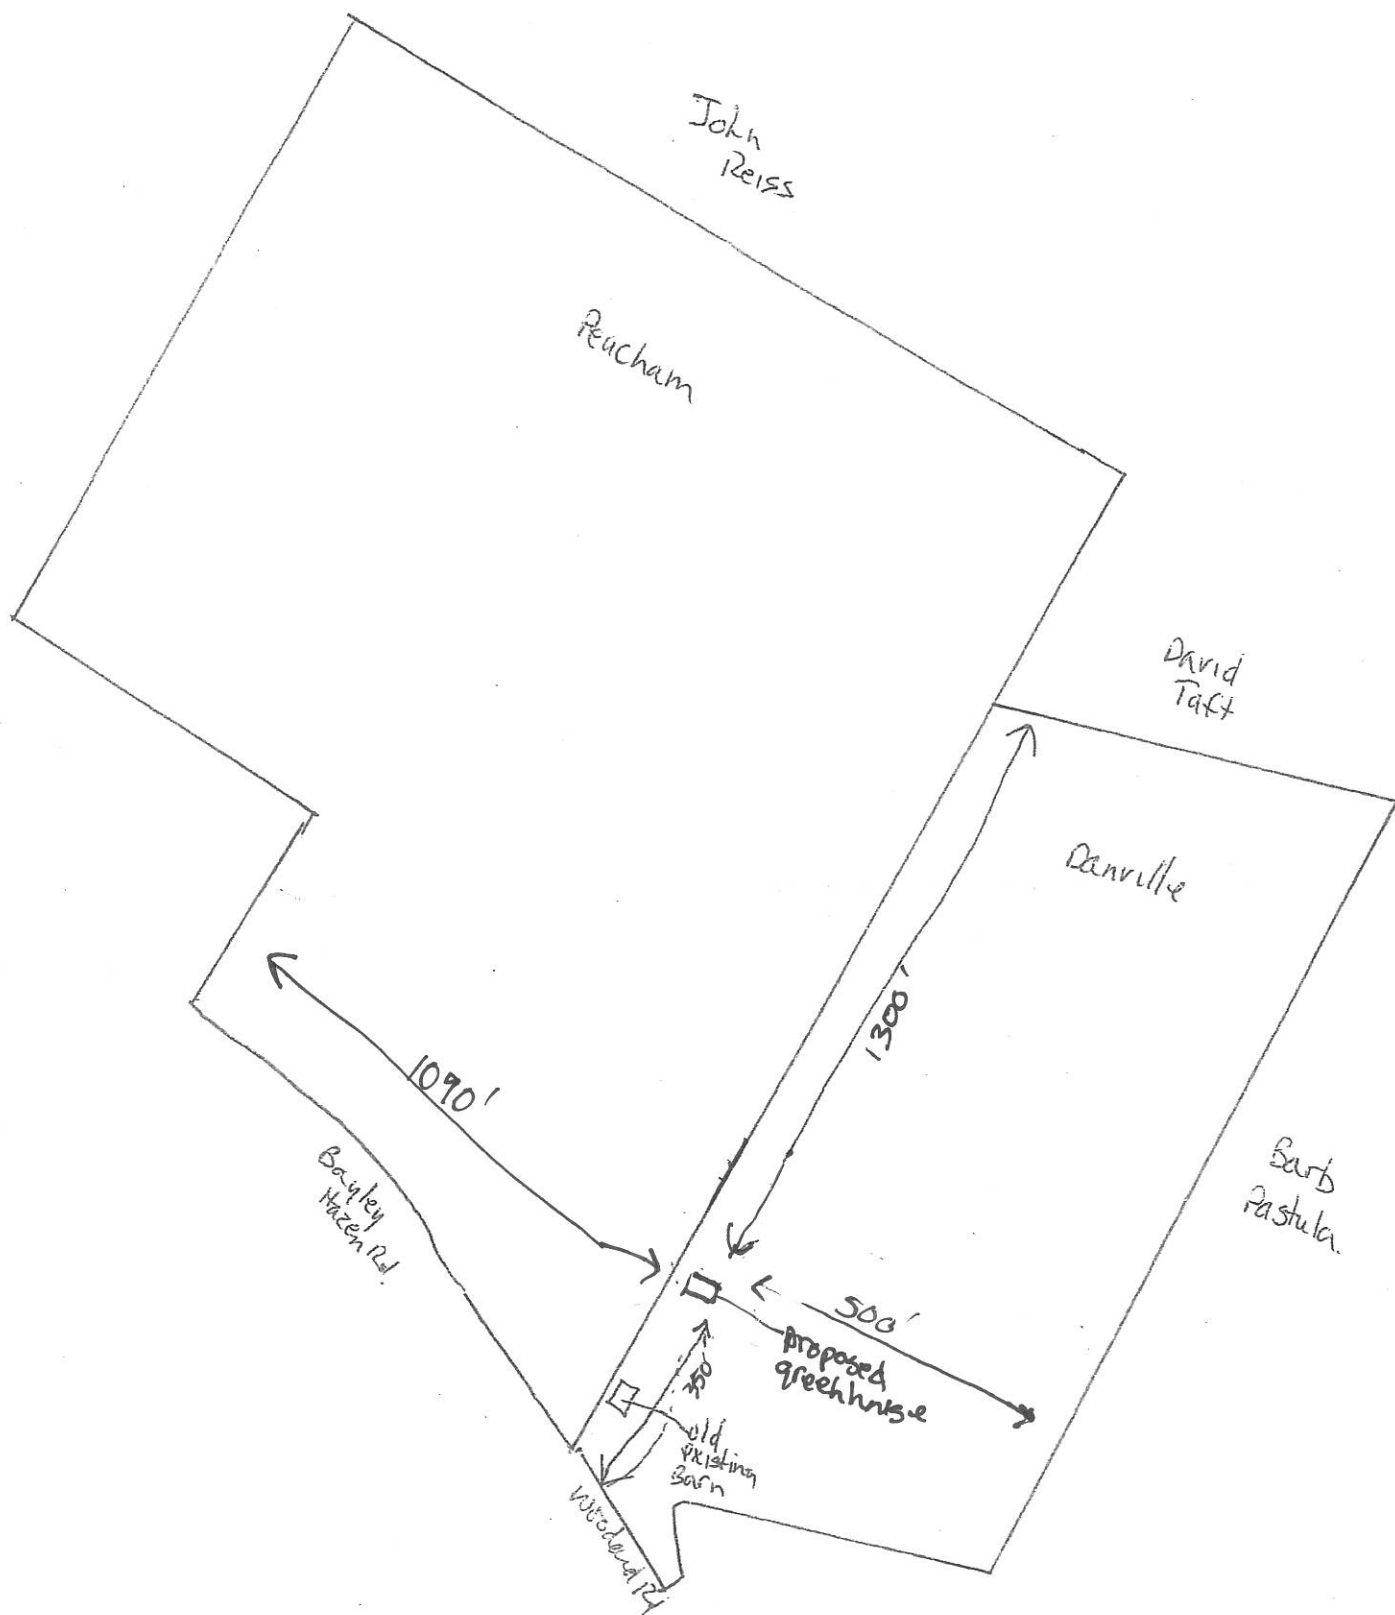 John
Reiss
Peacham
David
Taft
Danville
1300'
1090'
Bayley
Hazen Rd.
Barb
Pastula.
500'
proposed
greenhouse
350'
old
existing
Barn
Woodard Rd